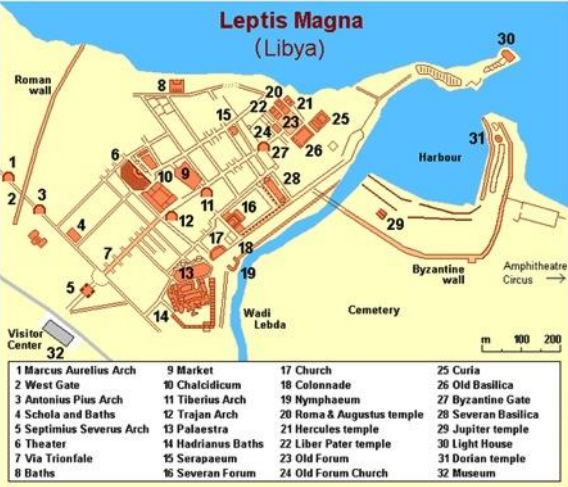 Leptis Magna
(Libya)
30
Roman
wall
8
20
21
22
15
23
25
24
31
27
26
Harbour
6
1
10
9
28
2
3
11
16
12
29
4
17
18
7
13
19
Byzantine
wall
Amphitheatre
Circus
5
14
Wadi
Lebda
Cemetery
Visitor
Center
32
m 100 200
1 Marcus Aurelius Arch 9 Market 17 Church 25 Curia
2 West Gate 10 Chalcidicum 18 Colonnade 26 Old Basilica
3 Antonius Pius Arch 11 Tiberius Arch 19 Nymphaeum 27 Byzantine Gate
4 Schola and Baths 12 Trajan Arch 20 Roma & Augustus temple 28 Severan Basilica
5 Septimius Severus Arch 13 Palaestra 21 Hercules temple 29 Jupiter temple
6 Theater 14 Hadrianus Baths 22 Liber Pater temple 30 Light House
7 Via Trionfale 15 Serapaeum 23 Old Forum 31 Dorian temple
8 Baths 16 Severan Forum 24 Old Forum Church 32 Museum